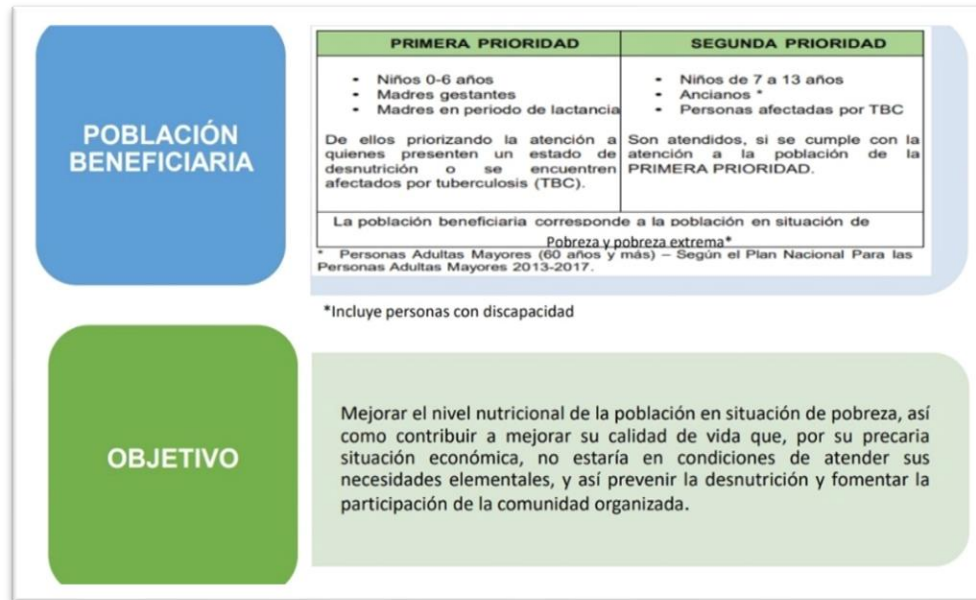 POBLACIÓN
BENEFICIARIA
PRIMERA PRIORIDAD
• Niños 0-6 años
• Madres gestantes
• Madres en periodo de lactancia
De ellos priorizando la atención a
quienes presenten un estado de
desnutrición o se encuentren
afectados por tuberculosis (TBC).
SEGUNDA PRIORIDAD
• Niños de 7 a 13 años
• Ancianos *
• Personas afectadas por TBC
Son atendidos, si se cumple con la
atención a la población de la
PRIMERA PRIORIDAD.
La población beneficiaria corresponde a la población en situación de
Pobreza y pobreza extrema*
* Personas Adultas Mayores (60 años y más) – Según el Plan Nacional Para las
Personas Adultas Mayores 2013-2017.
*Incluye personas con discapacidad
OBJETIVO
Mejorar el nivel nutricional de la población en situación de pobreza, así
como contribuir a mejorar su calidad de vida que, por su precaria
situación económica, no estaría en condiciones de atender sus
necesidades elementales, y así prevenir la desnutrición y fomentar la
participación de la comunidad organizada.